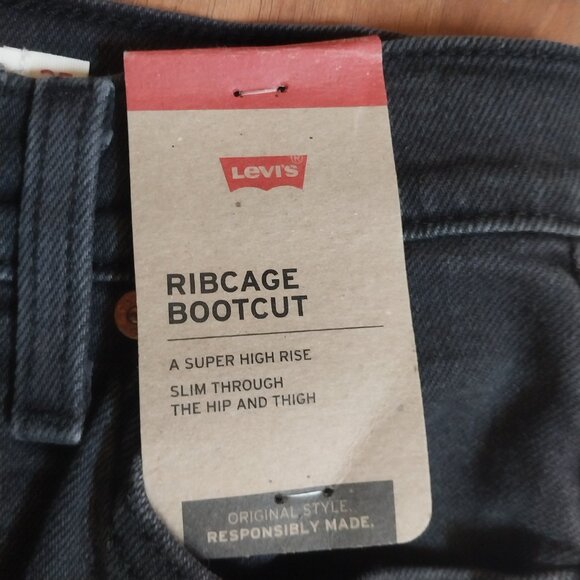 Levi's®
RIBCAGE
BOOTCUT
A SUPER HIGH RISE
SLIM THROUGH
THE HIP AND THIGH
ORIGINAL STYLE.
RESPONSIBLY MADE.